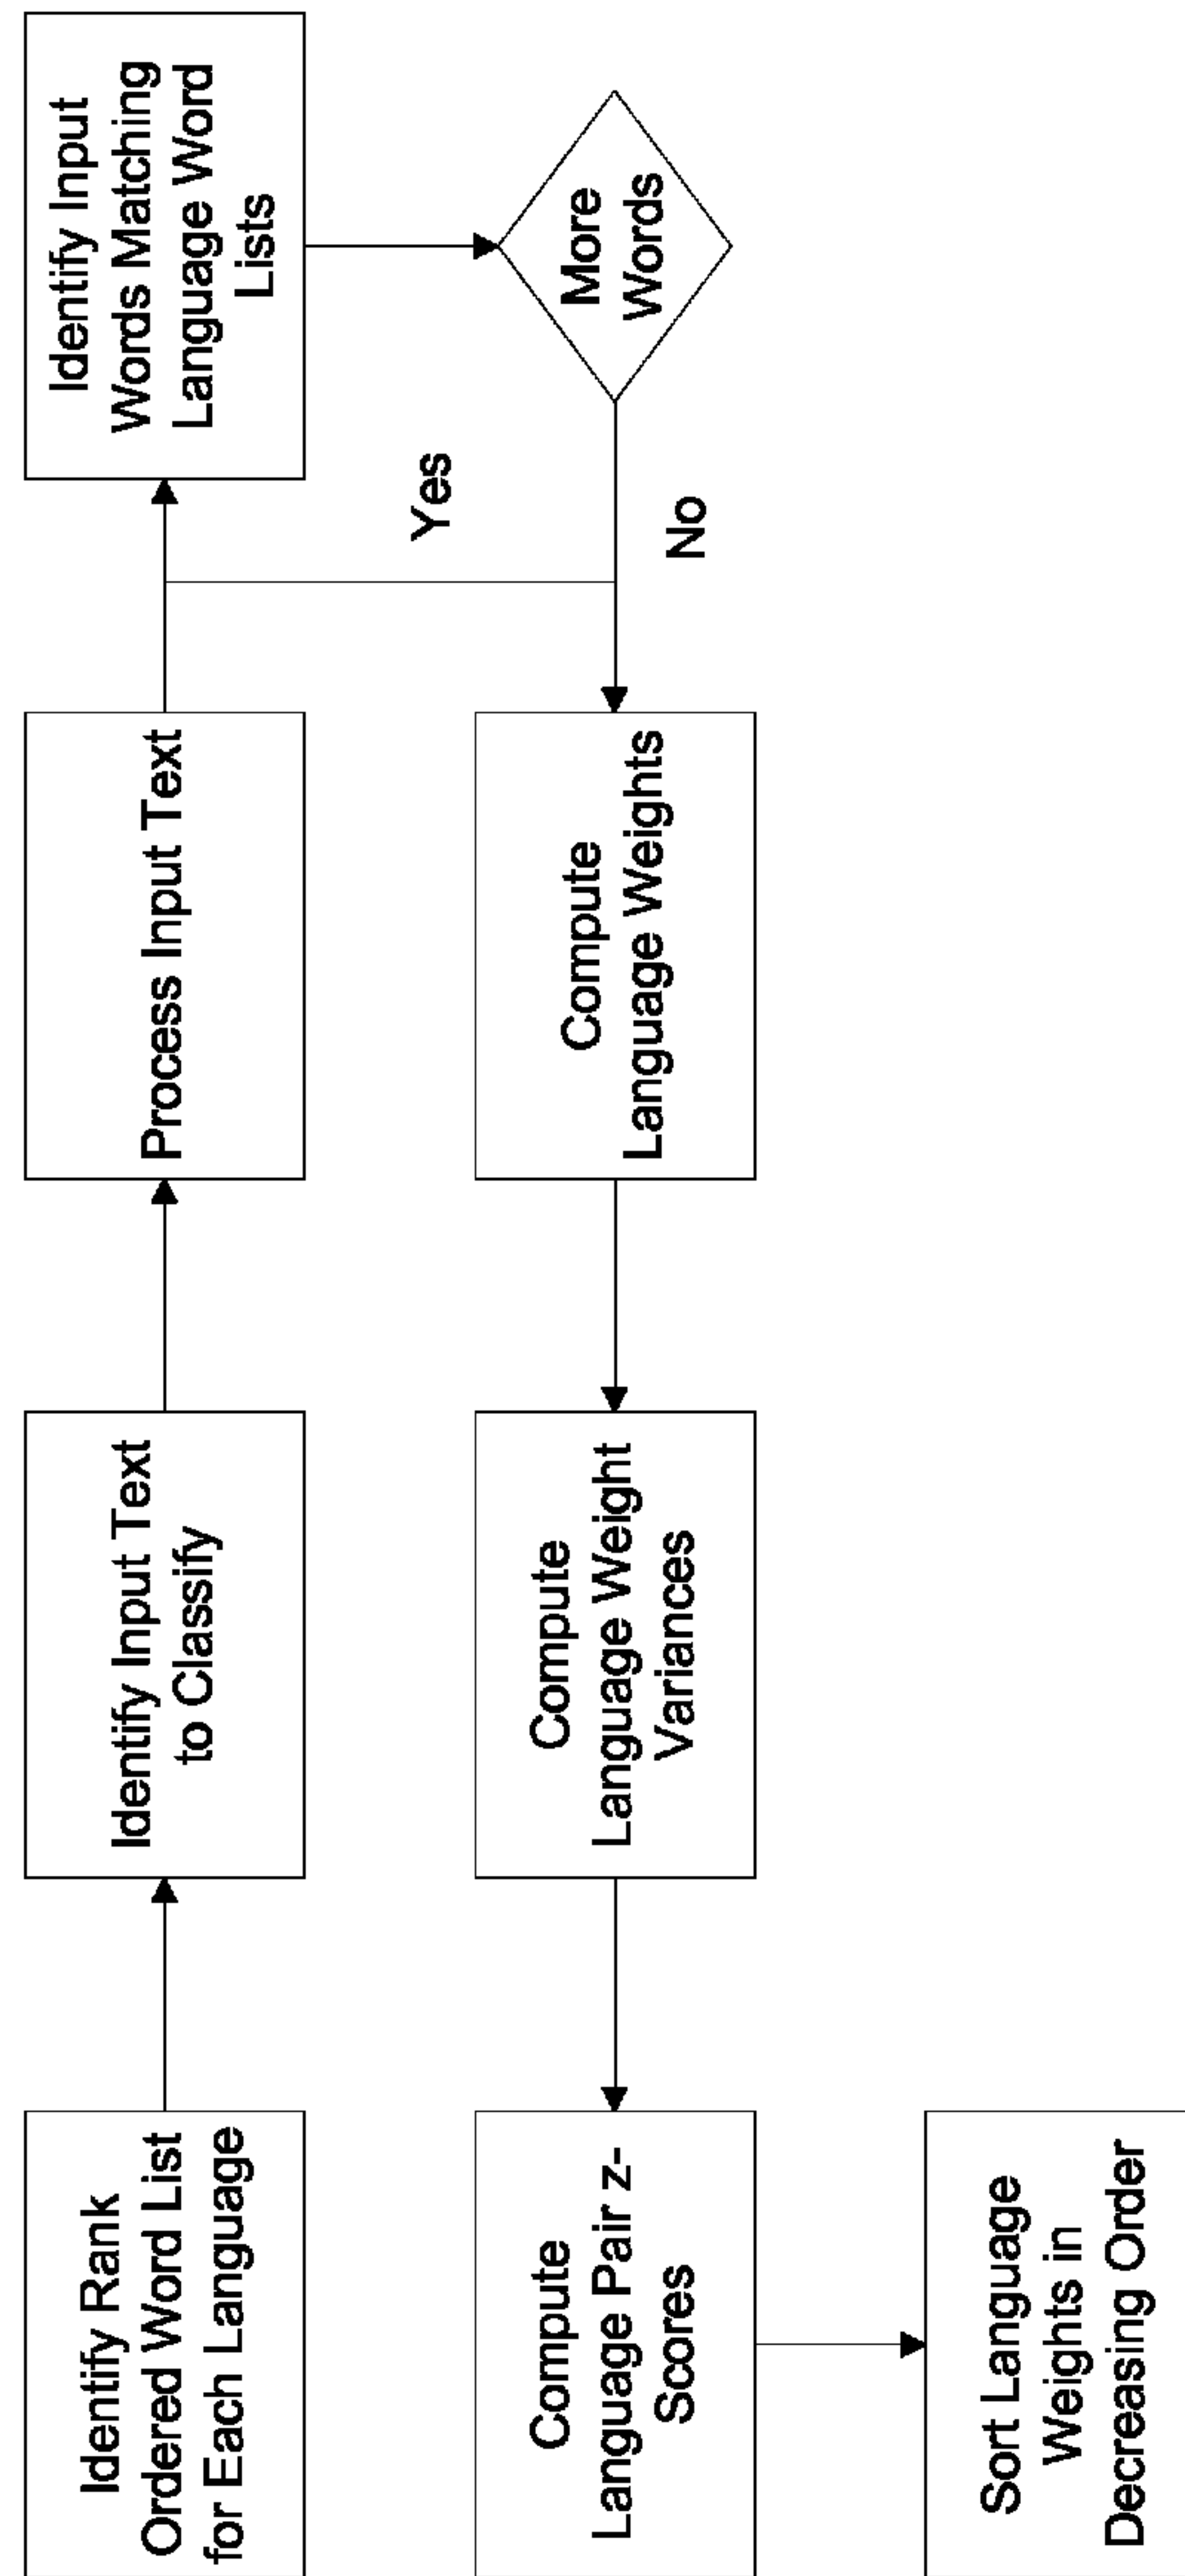 Identify Rank
Ordered Word List
for Each Language
Identify Input Text
to Classify
Process Input Text
Identify Input
Words Matching
Language Word
Lists
More
Words
Yes
No
Compute
Language Weights
Compute
Language Weight
Variances
Compute
Language Pair z-
Scores
Sort Language
Weights in
Decreasing Order